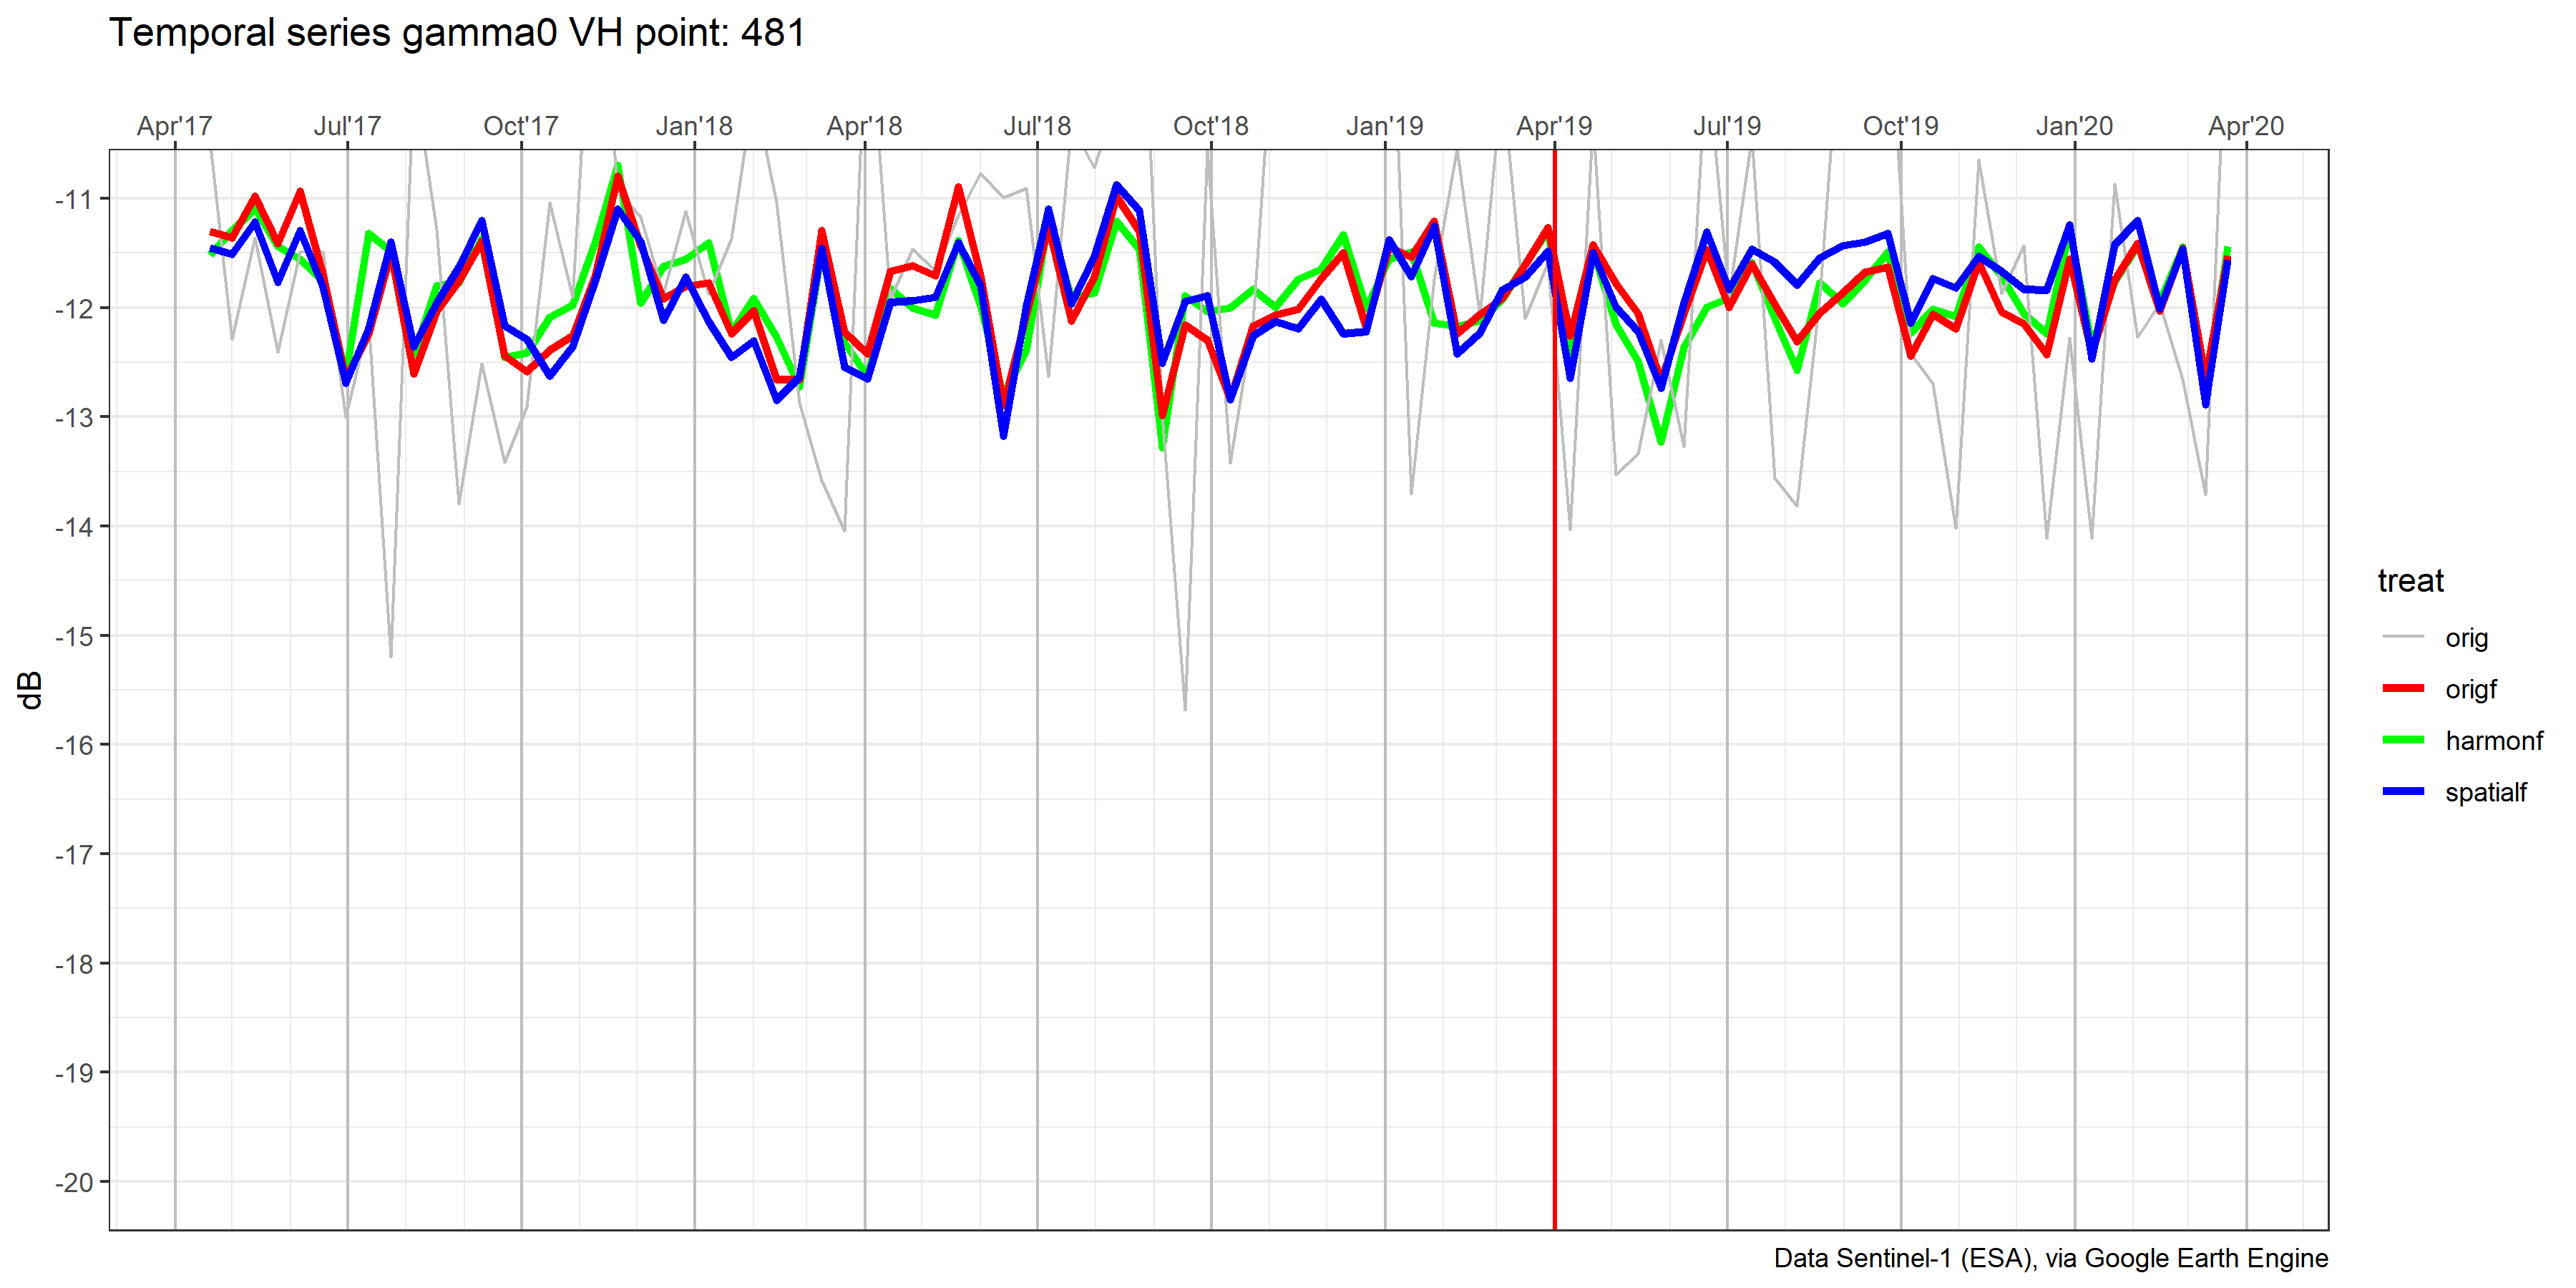 Temporal series gamma0 VH point: 481
Apr'17 Jul'17 Oct'17 Jan'18 Apr'18 Jul'18 Oct'18 Jan'19 Apr'19 Jul'19 Oct'19 Jan'20 Apr'20
-11
-12
-13
-14
-15
-16
-17
-18
-19
-20
dB
treat
orig
origf
harmonf
spatialf
Data Sentinel-1 (ESA), via Google Earth Engine